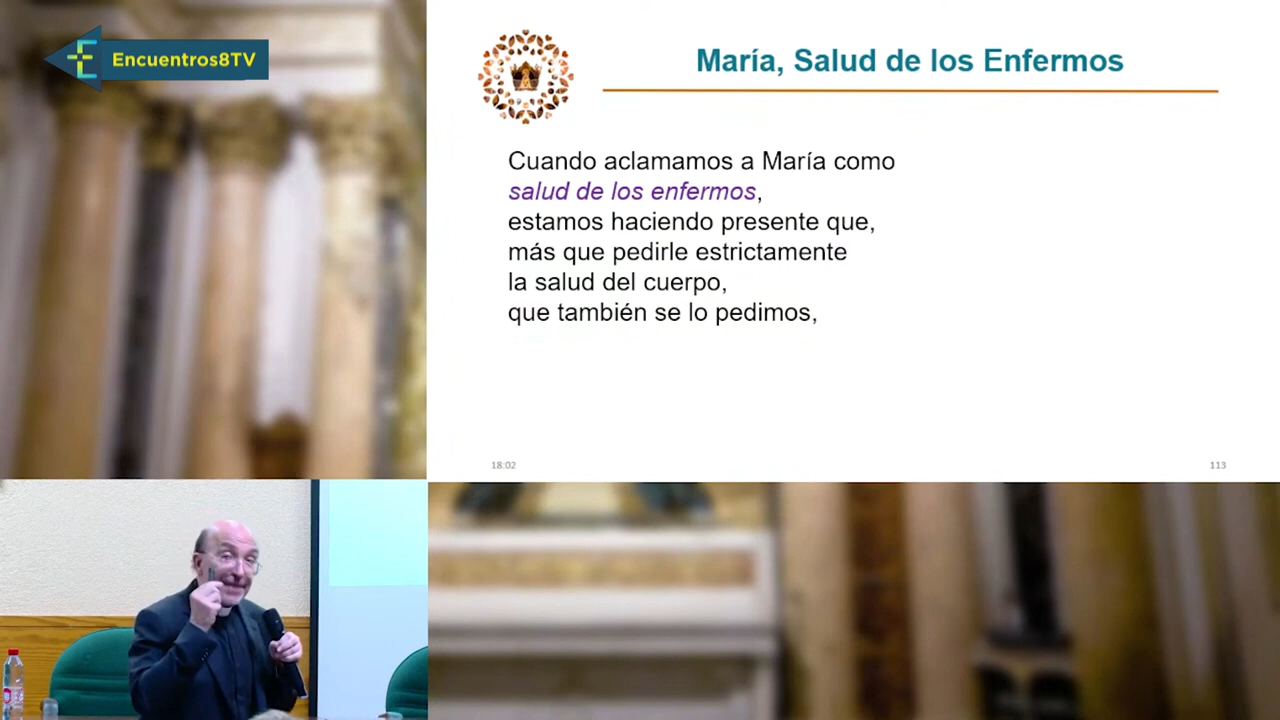 Encuentros8TV
María, Salud de los Enfermos
Cuando aclamamos a María como
salud de los enfermos,
estamos haciendo presente que,
más que pedirle estrictamente
la salud del cuerpo,
que también se lo pedimos,
18:02
113